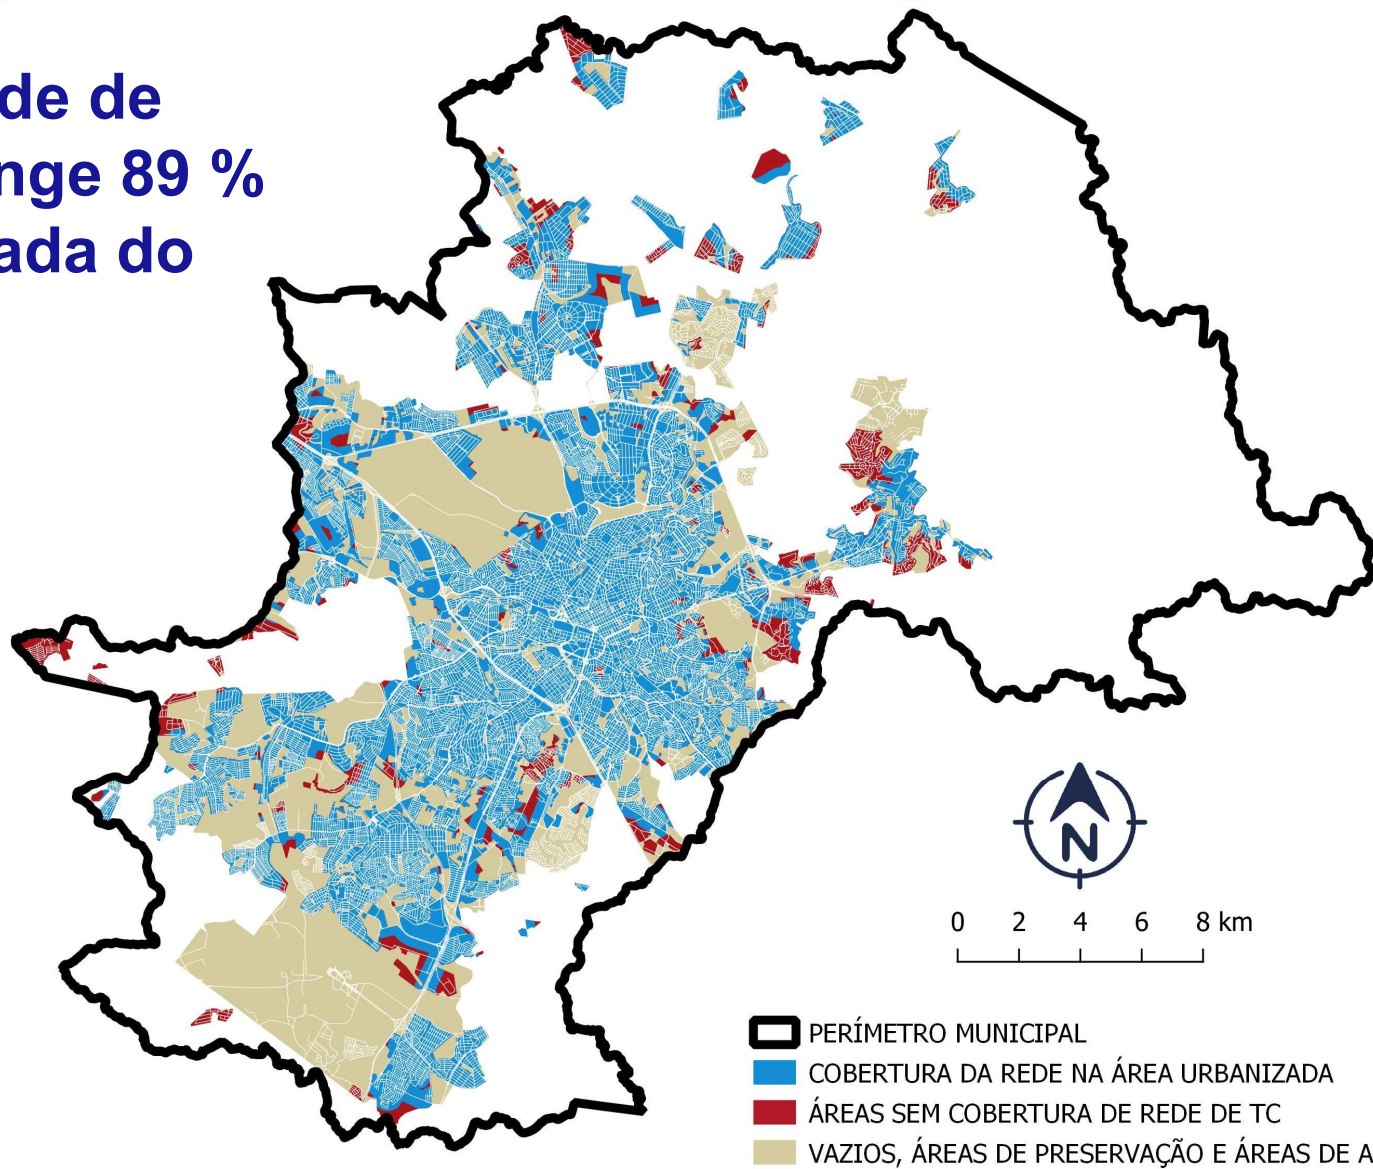 de de
nge 89 %
ada do
N
0 2 4 6 8 km
PERÍMETRO MUNICIPAL
COBERTURA DA REDE NA ÁREA URBANIZADA
ÁREAS SEM COBERTURA DE REDE DE TC
VAZIOS, ÁREAS DE PRESERVAÇÃO E ÁREAS DE A